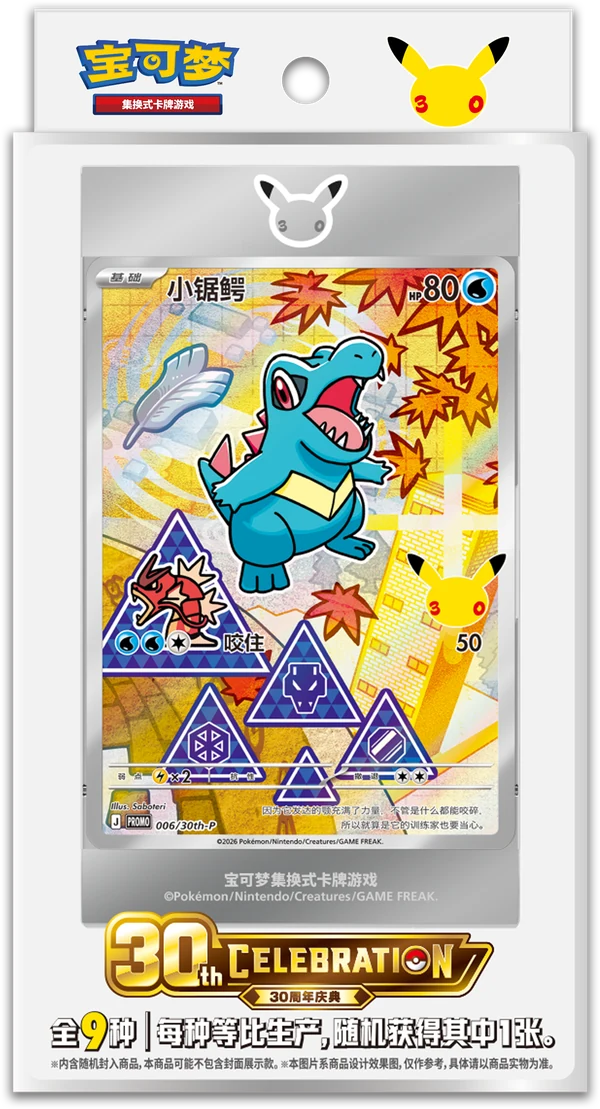 宝可梦
集换式卡牌游戏
3 0
3 0
基础
小锯鳄
HP80
3 0
咬住
50
弱点 ×2 抗性 撤退
Illus. Saboteri
因为它发达的颚充满了力量，不管是什么都能咬碎，
所以就算是它的训练家也要当心。
J PROMO 006/30th-P
©2026 Pokémon/Nintendo/Creatures/GAME FREAK.
宝可梦集换式卡牌游戏
©Pokémon/Nintendo/Creatures/GAME FREAK.
30th CELEBRATION
30周年庆典
全9种｜每种等比生产，随机获得其中1张。
※内含随机封入商品，本商品可能不包含封面展示款。※本图片系商品设计效果图，仅作参考，具体请以商品实物为准。